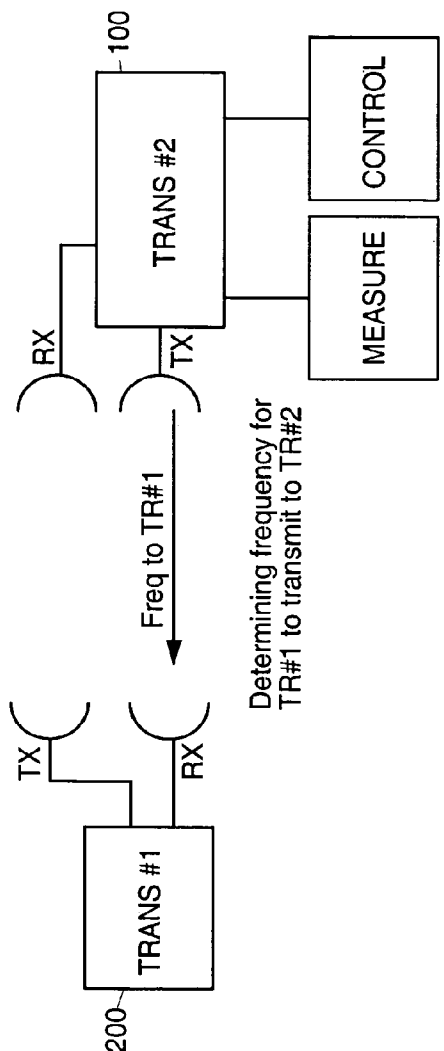 200
TRANS #1
TX
RX
Freq to TR#1
Determining frequency for
TR#1 to transmit to TR#2
RX
TX
100
TRANS #2
MEASURE
CONTROL